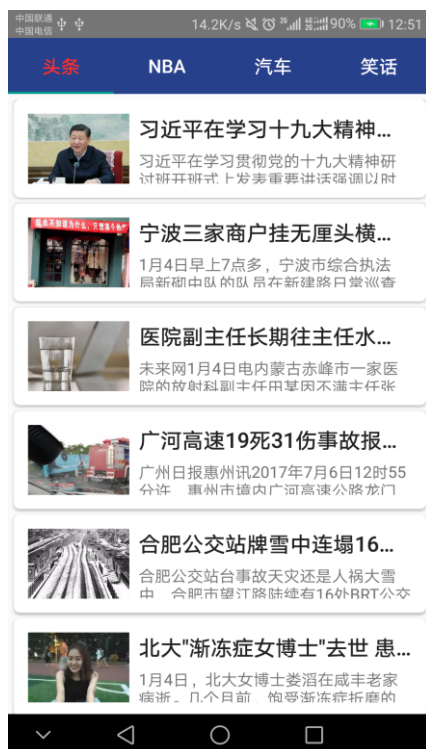 中国联通
中国电信
14.2K/s 90% 12:51
头条 NBA 汽车 笑话
习近平在学习十九大精神...
习近平在学习贯彻党的十九大精神研
讨班开班式上发表重要讲话强调以时
宁波三家商户挂无厘头横...
1月4日早上7点多，宁波市综合执法
局新碶中队的队员在新建路日常巡查
医院副主任长期往主任水...
未来网1月4日电内蒙古赤峰市一家医
院的放射科副主任田某因不满主任张
广河高速19死31伤事故报...
广州日报惠州讯2017年7月6日12时55
分许，惠州市境内广河高速公路龙门
合肥公交站牌雪中连塌16...
合肥公交站台事故天灾还是人祸大雪
中，合肥市望江路陆续有16处BRT公交
北大"渐冻症女博士"去世 患...
1月4日，北大女博士娄滔在咸丰老家
病逝。几个月前，饱受渐冻症折磨的